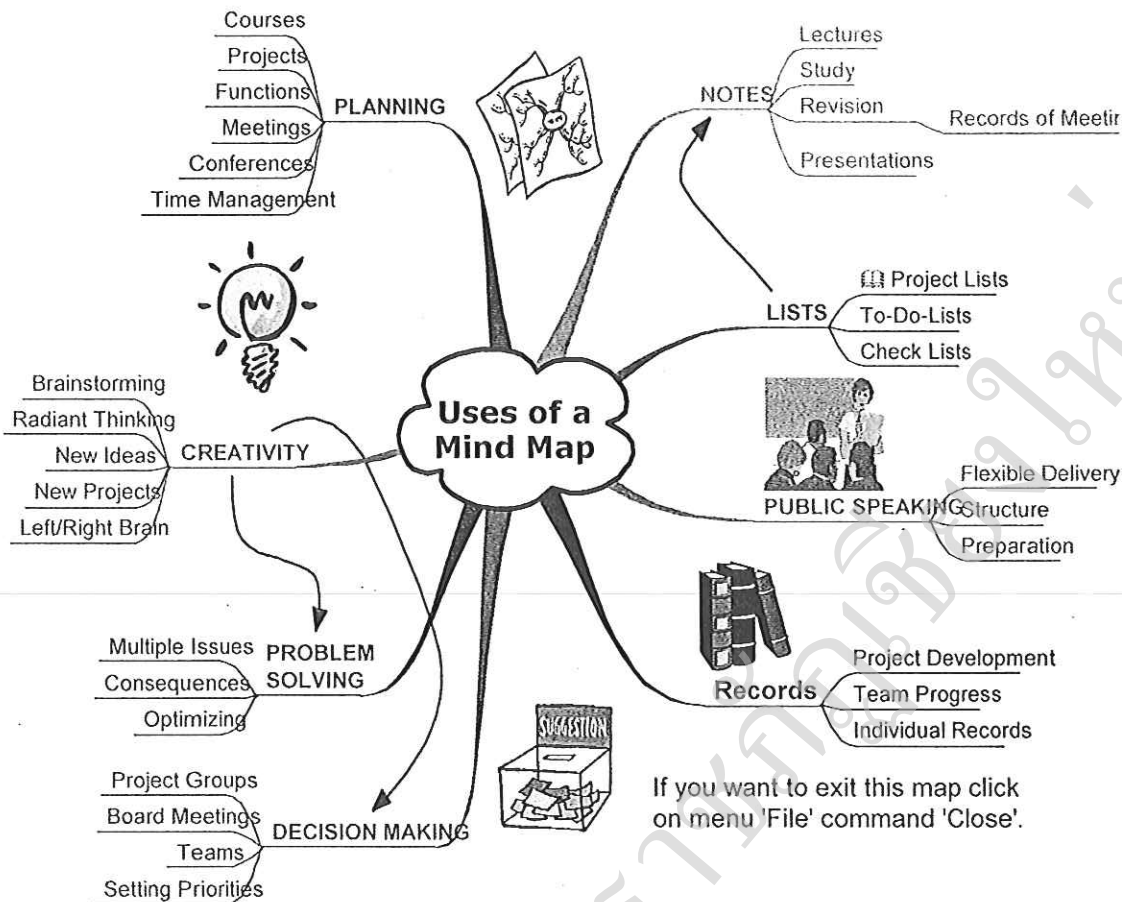 Courses
Projects
Functions
Meetings
Conferences
Time Management
PLANNING
NOTES
Lectures
Study
Revision
Presentations
Records of Meetin
LISTS
Project Lists
To-Do-Lists
Check Lists
Uses of a
Mind Map
Brainstorming
Radiant Thinking
New Ideas
New Projects
Left/Right Brain
CREATIVITY
PUBLIC SPEAKING
Flexible Delivery
Structure
Preparation
Multiple Issues
Consequences
Optimizing
PROBLEM
SOLVING
Records
Project Development
Team Progress
Individual Records
SUGGESTION
Project Groups
Board Meetings
Teams
Setting Priorities
DECISION MAKING
If you want to exit this map click
on menu 'File' command 'Close'.